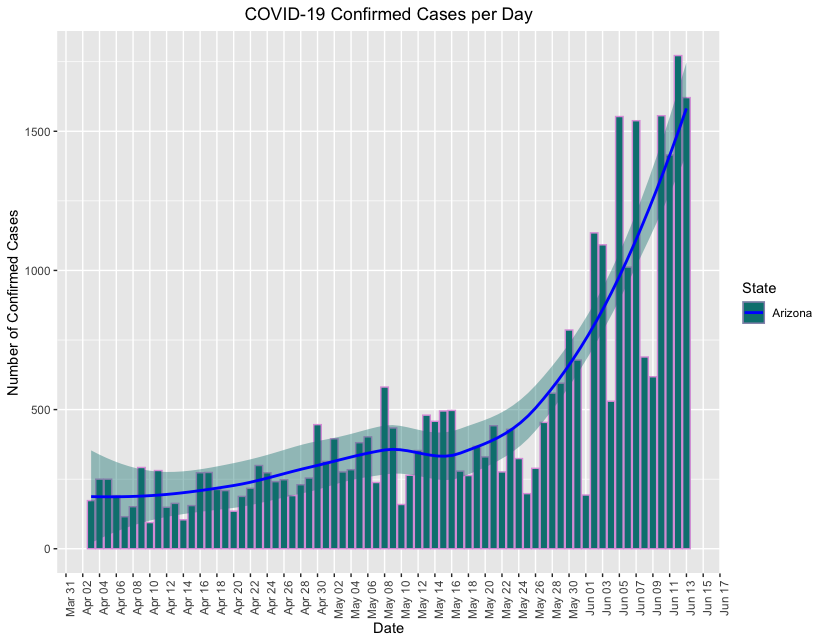 COVID-19 Confirmed Cases per Day
Number of Confirmed Cases
1500
1000
500
0
Mar 31
Apr 02
Apr 04
Apr 06
Apr 08
Apr 10
Apr 12
Apr 14
Apr 16
Apr 18
Apr 20
Apr 22
Apr 24
Apr 26
Apr 28
Apr 30
May 02
May 04
May 06
May 08
May 10
May 12
May 14
May 16
May 18
May 20
May 22
May 24
May 26
May 28
May 30
Jun 01
Jun 03
Jun 05
Jun 07
Jun 09
Jun 11
Jun 13
Jun 15
Jun 17
Date
State
Arizona